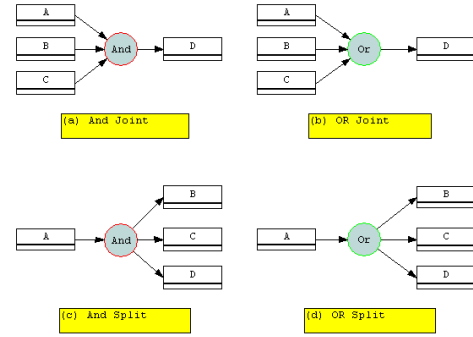 A
B
C
And
D
(a) And Joint
A
B
C
Or
D
(b) OR Joint
A
And
B
C
D
(c) And Split
A
Or
B
C
D
(d) OR Split